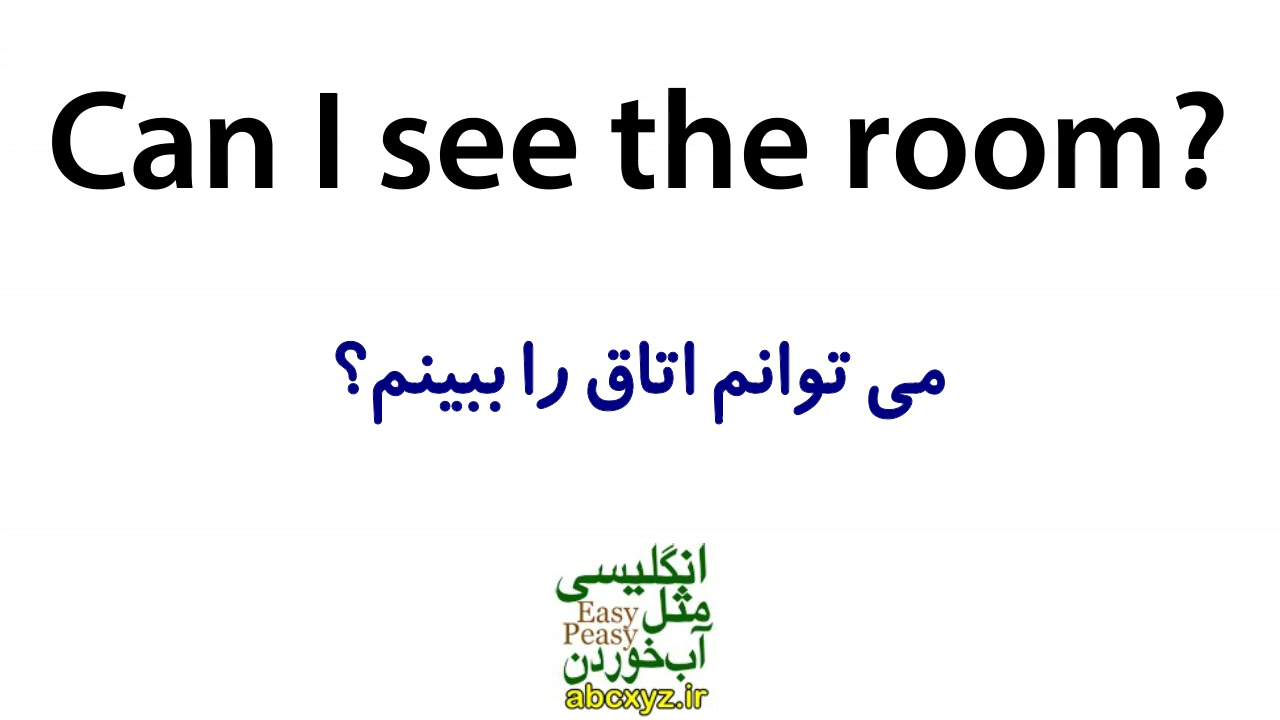 Can I see the room?
می توانم اتاق را ببینم؟
انگلیسی
مثل
Easy
Peasy
آب‌خوردن
abcxyz.ir